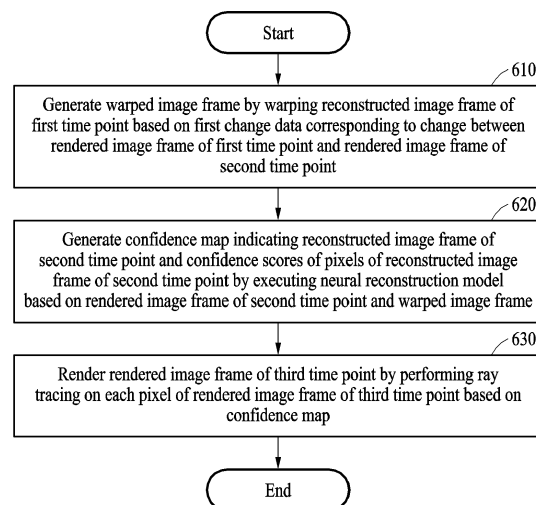 Start
610
Generate warped image frame by warping reconstructed image frame of
first time point based on first change data corresponding to change between
rendered image frame of first time point and rendered image frame of
second time point
620
Generate confidence map indicating reconstructed image frame of
second time point and confidence scores of pixels of reconstructed image
frame of second time point by executing neural reconstruction model
based on rendered image frame of second time point and warped image frame
630
Render rendered image frame of third time point by performing ray
tracing on each pixel of rendered image frame of third time point based on
confidence map
End